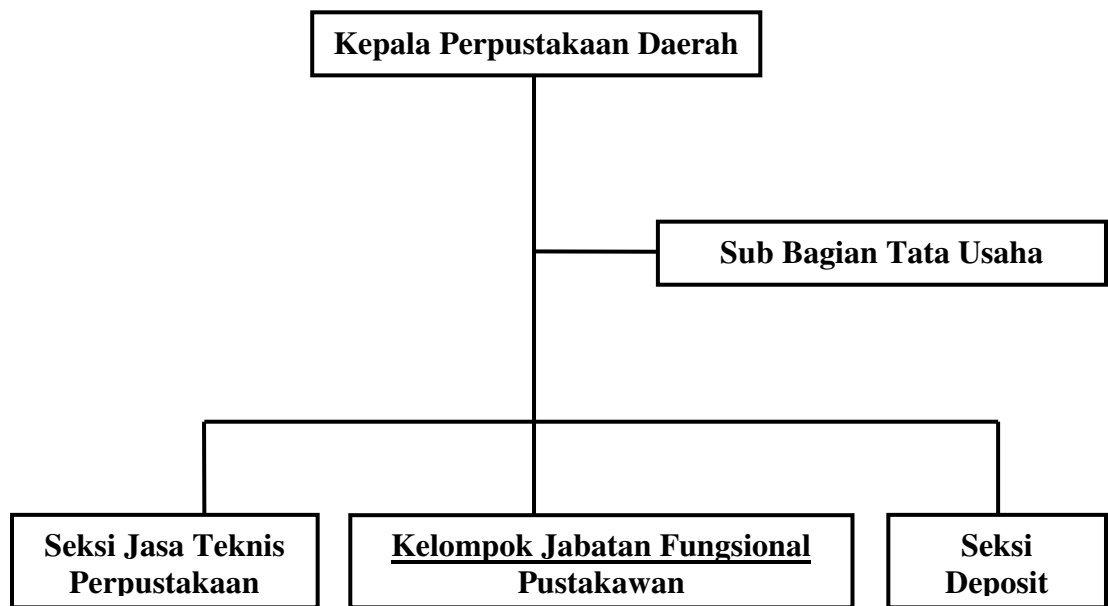 Kepala Perpustakaan Daerah
Sub Bagian Tata Usaha
Seksi Jasa Teknis
Perpustakaan
Kelompok Jabatan Fungsional
Pustakawan
Seksi
Deposit